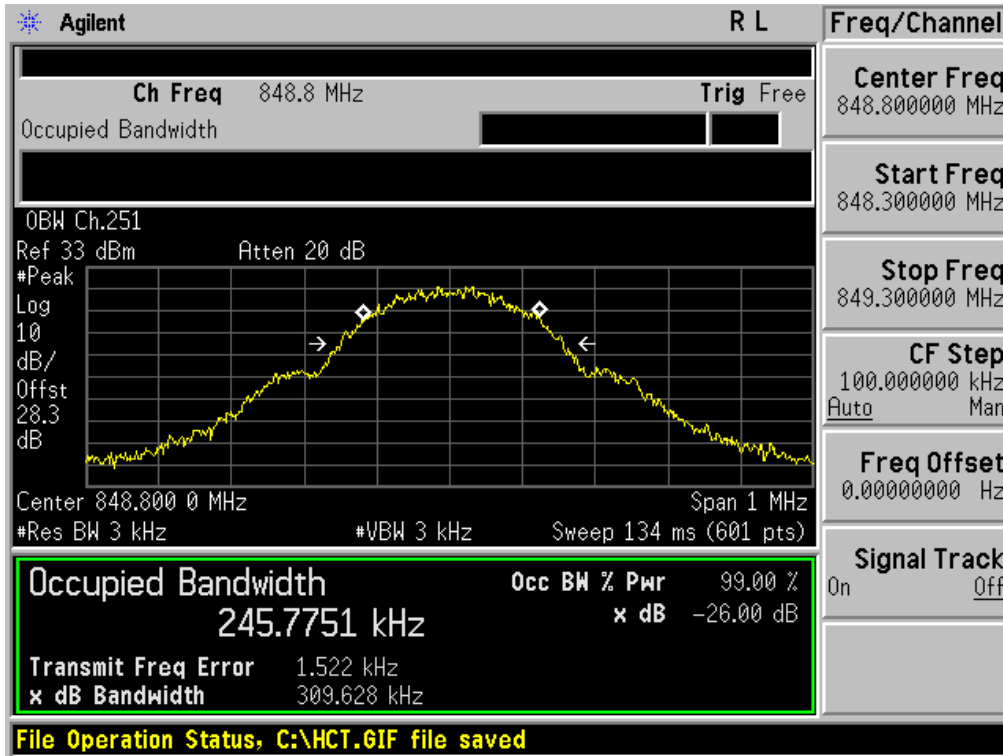 Agilent
R L
Freq/Channel
Ch Freq 848.8 MHz
Trig Free
Occupied Bandwidth
Center Freq
848.800000 MHz
Start Freq
848.300000 MHz
Stop Freq
849.300000 MHz
CF Step
100.000000 kHz
Auto Man
Freq Offset
0.00000000 Hz
Signal Track
On Off
OBW Ch.251
Ref 33 dBm
Atten 20 dB
#Peak
Log
10
dB/
Offst
28.3
dB
Center 848.800 0 MHz
Span 1 MHz
#Res BW 3 kHz
#VBW 3 kHz
Sweep 134 ms (601 pts)
Occupied Bandwidth
245.7751 kHz
Occ BW % Pwr 99.00 %
x dB -26.00 dB
Transmit Freq Error 1.522 kHz
x dB Bandwidth 309.628 kHz
File Operation Status, C:\HCT.GIF file saved